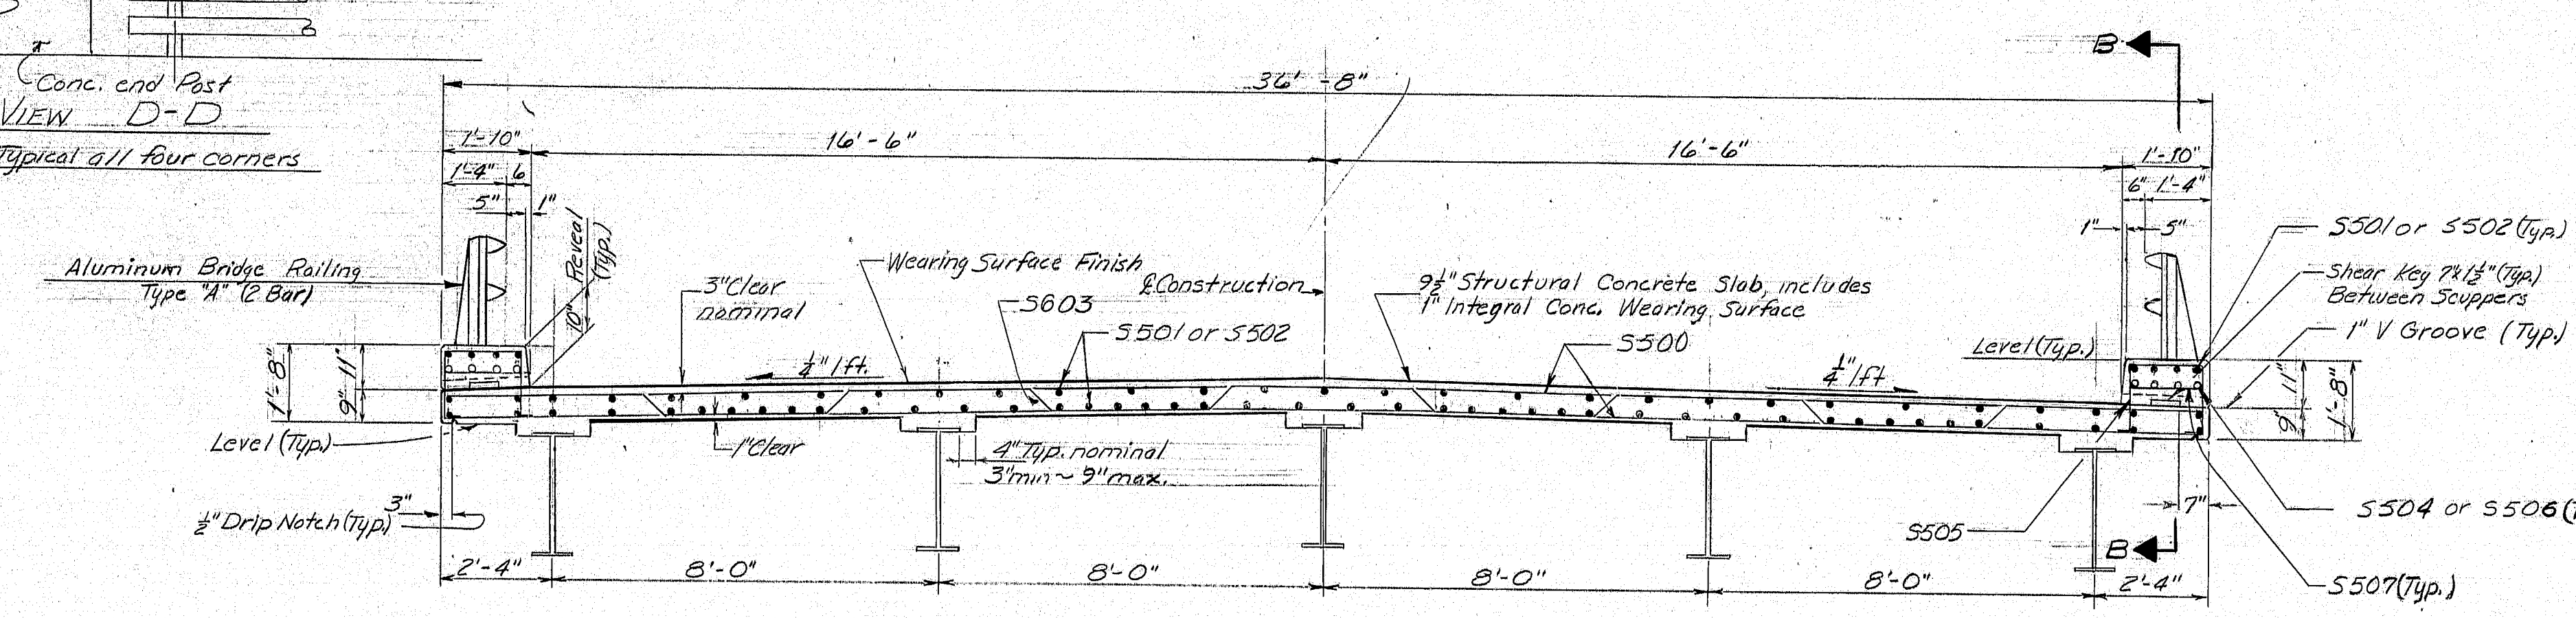 Conc. end Post
VIEW D-D
Typical all four corners
B
36'-8"
1'-10"
16'-6"
16'-6"
1'-10"
1'-4" 6
6" 1'-4"
5" 1"
1" 5"
10" Reveal
(Typ.)
Aluminum Bridge Railing
Type "A" (2 Bar)
3" Clear
nominal
Wearing Surface Finish
S603
℄ Construction
S501 or S502
9½" Structural Concrete Slab, includes
1" Integral Conc. Wearing Surface
S500
Level (Typ.)
S501 or S502 (Typ.)
Shear Key 7"x1½" (Typ.)
Between Scuppers
1" V Groove (Typ.)
¼"/ft.
¼"/ft
1'-8"
9" 11"
9" 11"
1'-8"
Level (Typ.)
1" Clear
4" Typ. nominal
3" min ~ 9" max.
3"
½" Drip Notch (Typ.)
7"
S504 or S506
S505
B
S507 (Typ.)
2'-4"
8'-0"
8'-0"
8'-0"
8'-0"
2'-4"